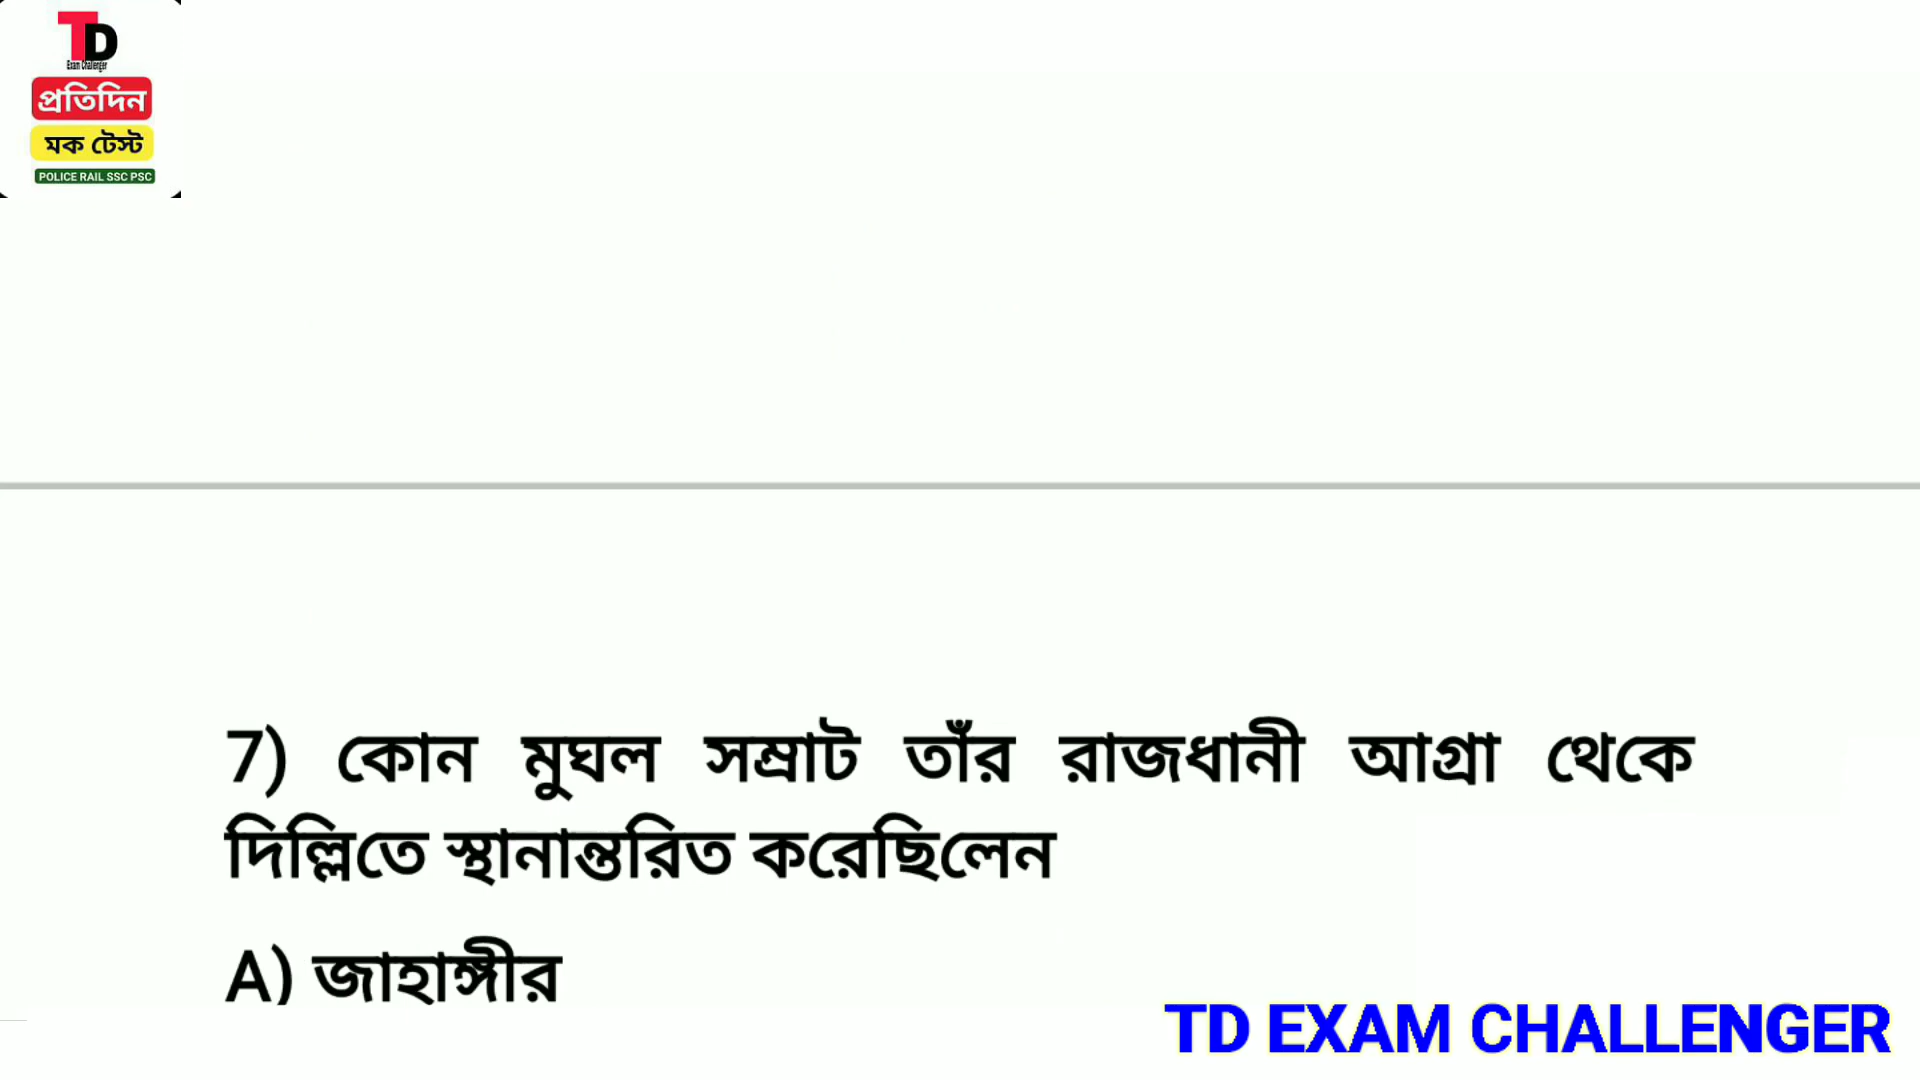 TD
Exam Challenger
প্রতিদিন
মক টেস্ট
POLICE RAIL SSC PSC
7) কোন মুঘল সম্রাট তাঁর রাজধানী আগ্রা থেকে
দিল্লিতে স্থানান্তরিত করেছিলেন
A) জাহাঙ্গীর
TD EXAM CHALLENGER